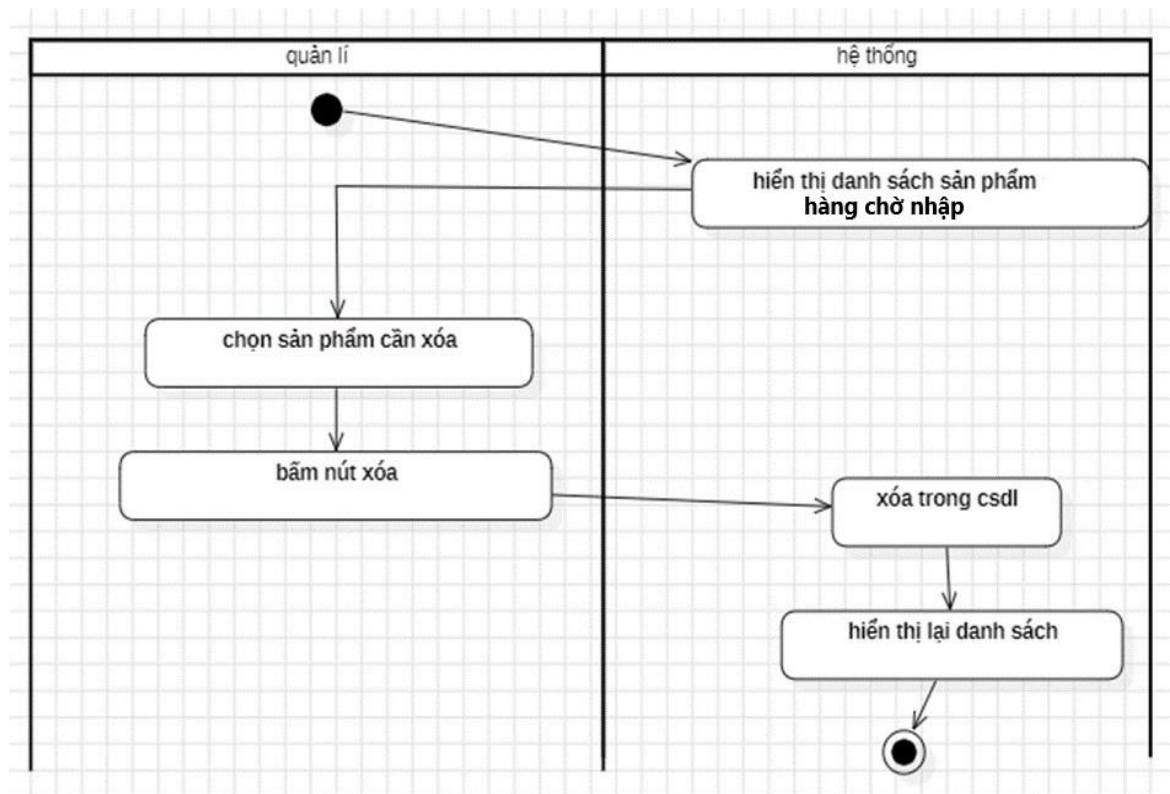 quản lí
hệ thống
hiển thị danh sách sản phẩm
hàng chờ nhập
chọn sản phẩm cần xóa
bấm nút xóa
xóa trong csdl
hiển thị lại danh sách